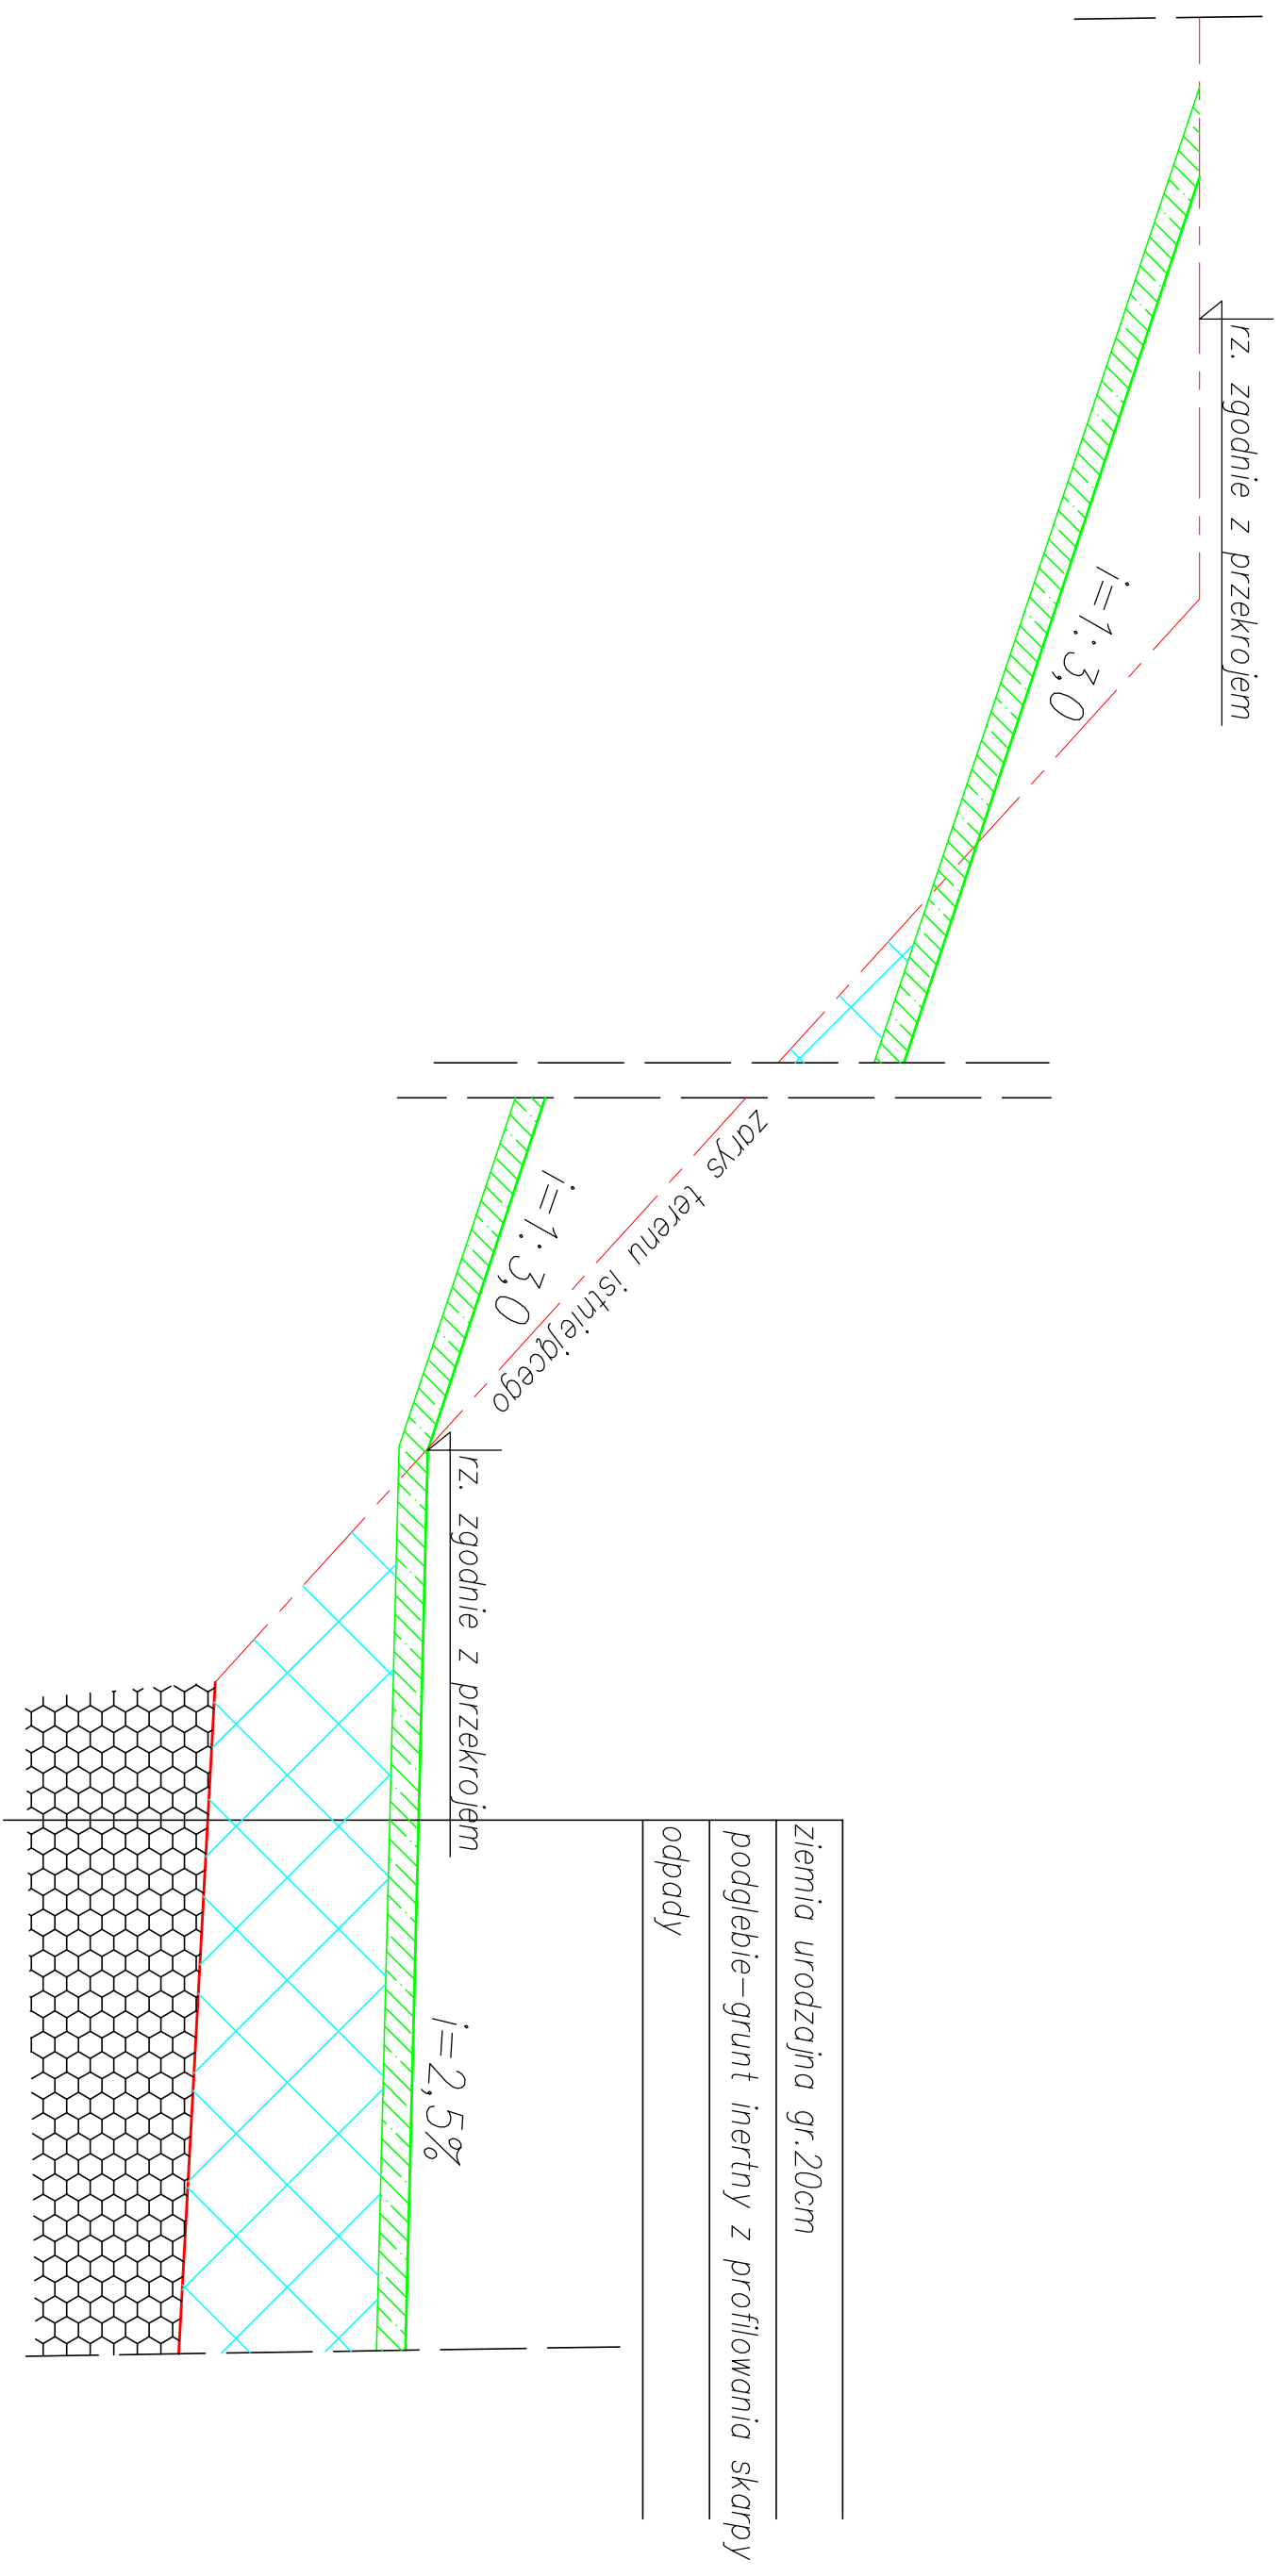 rz. zgodnie z przekrojem
i=1:3,0
zarys terenu istniejącego
i=1:3,0
rz. zgodnie z przekrojem
ziemia urodzajna gr.20cm
podglebie-grunt inertny z profilowania skarpy
odpady
i=2,5%